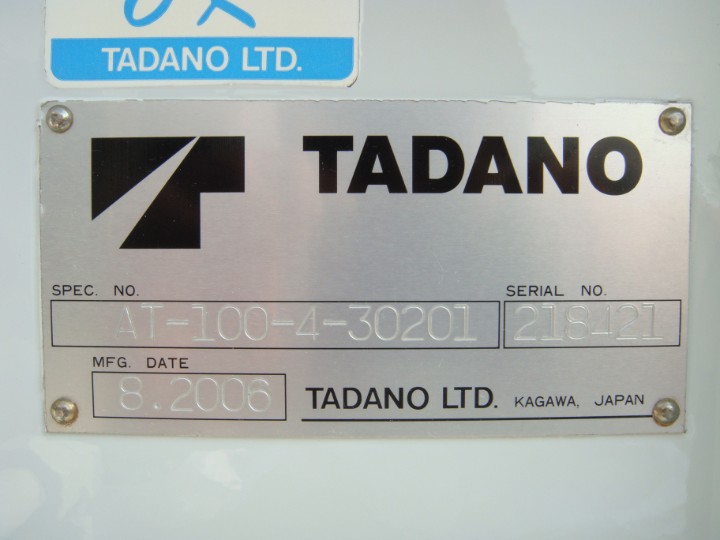 TADANO LTD.
TADANO
SPEC. NO.
SERIAL NO.
AT-100-4-30201
218421
MFG. DATE
8.2006
TADANO LTD. KAGAWA, JAPAN